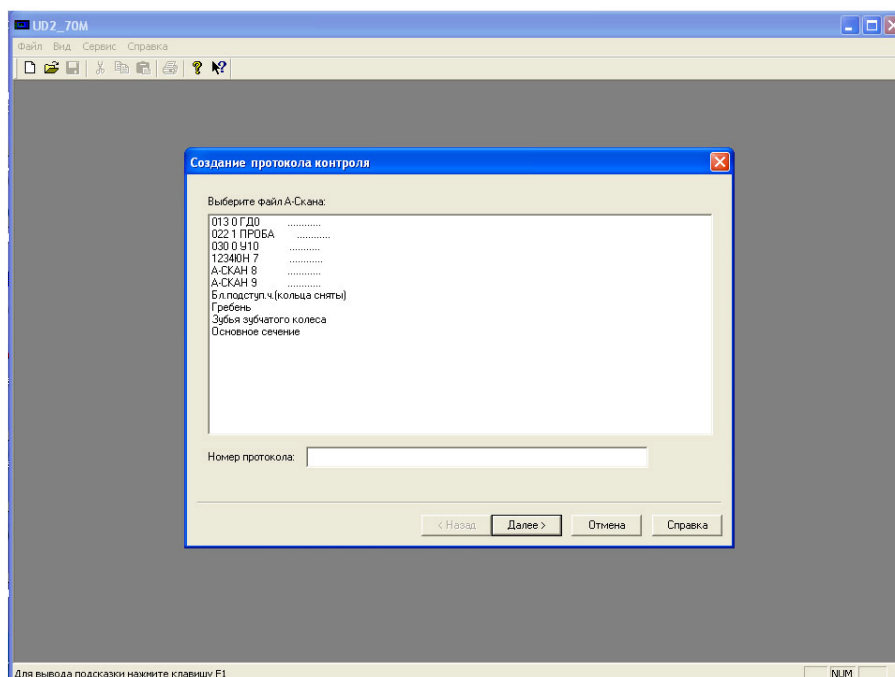 UD2_70M
Файл Вид Сервис Справка
Создание протокола контроля
Выберите файл А-Скана:
013 0 ГД0 ............
022 1 ПРОБА ............
030 0 У10 ...........
1234ЮН 7 ............
А-СКАН 8 ............
А-СКАН 9 ............
Бл.подступ.ч.(кольца сняты)
Гребень
Зубья зубчатого колеса
Основное сечение
Номер протокола:
< Назад Далее > Отмена Справка
Для вывода подсказки нажмите клавишу F1 NUM